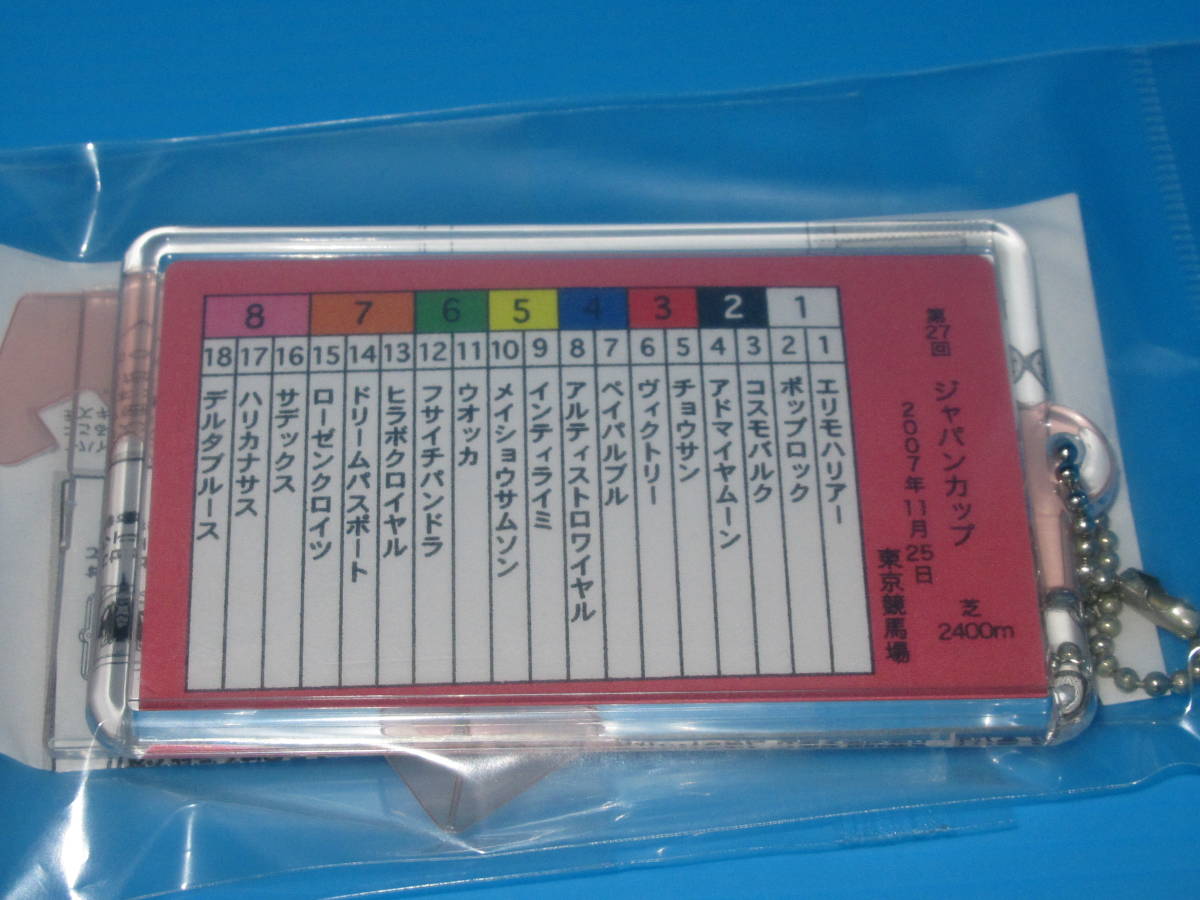 第27回 ジャパンカップ 芝2400m
2007年11月25日
東京競馬場
1 2 3 4 5 6 7 8
1 エリモハリアー
2 ポップロック
3 コスモバルク
4 アドマイヤムーン
5 チョウサン
6 ヴィクトリー
7 ペイパルブル
8 アルティストロワイヤル
9 インティライミ
10 メイショウサムソン
11 ウオッカ
12 フサイチパンドラ
13 ヒラボクロイヤル
14 ドリームパスポート
15 ローゼンクロイツ
16 サデックス
17 ハリカナサス
18 デルタブルース